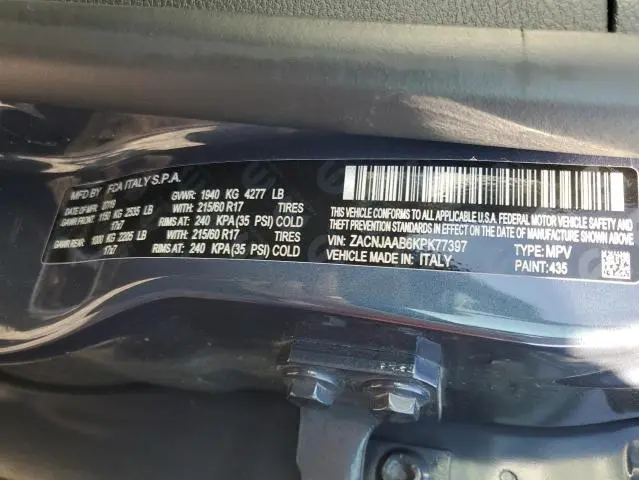 MFD BY FCA ITALY S.P.A.
DATE OF MFR 07/19 GVWR: 1940 KG 4277 LB
GAWR FRONT: 1150 KG 2535 LB WITH TIRES: 215/60 R17
17x7 RIMS AT: 240 KPA(35 PSI) COLD
GAWR REAR: 1000 KG 2205 LB WITH TIRES: 215/60 R17
17x7 RIMS AT: 240 KPA(35 PSI) COLD
THIS VEHICLE CONFORMS TO ALL APPLICABLE U.S.A. FEDERAL MOTOR VEHICLE SAFETY, BUMPER, AND
THEFT PREVENTION STANDARDS IN EFFECT ON THE DATE OF MANUFACTURE SHOWN ABOVE.
VIN: ZACNJAAB6KPK77397 TYPE: MPV
VEHICLE MADE IN: ITALY PAINT: 435